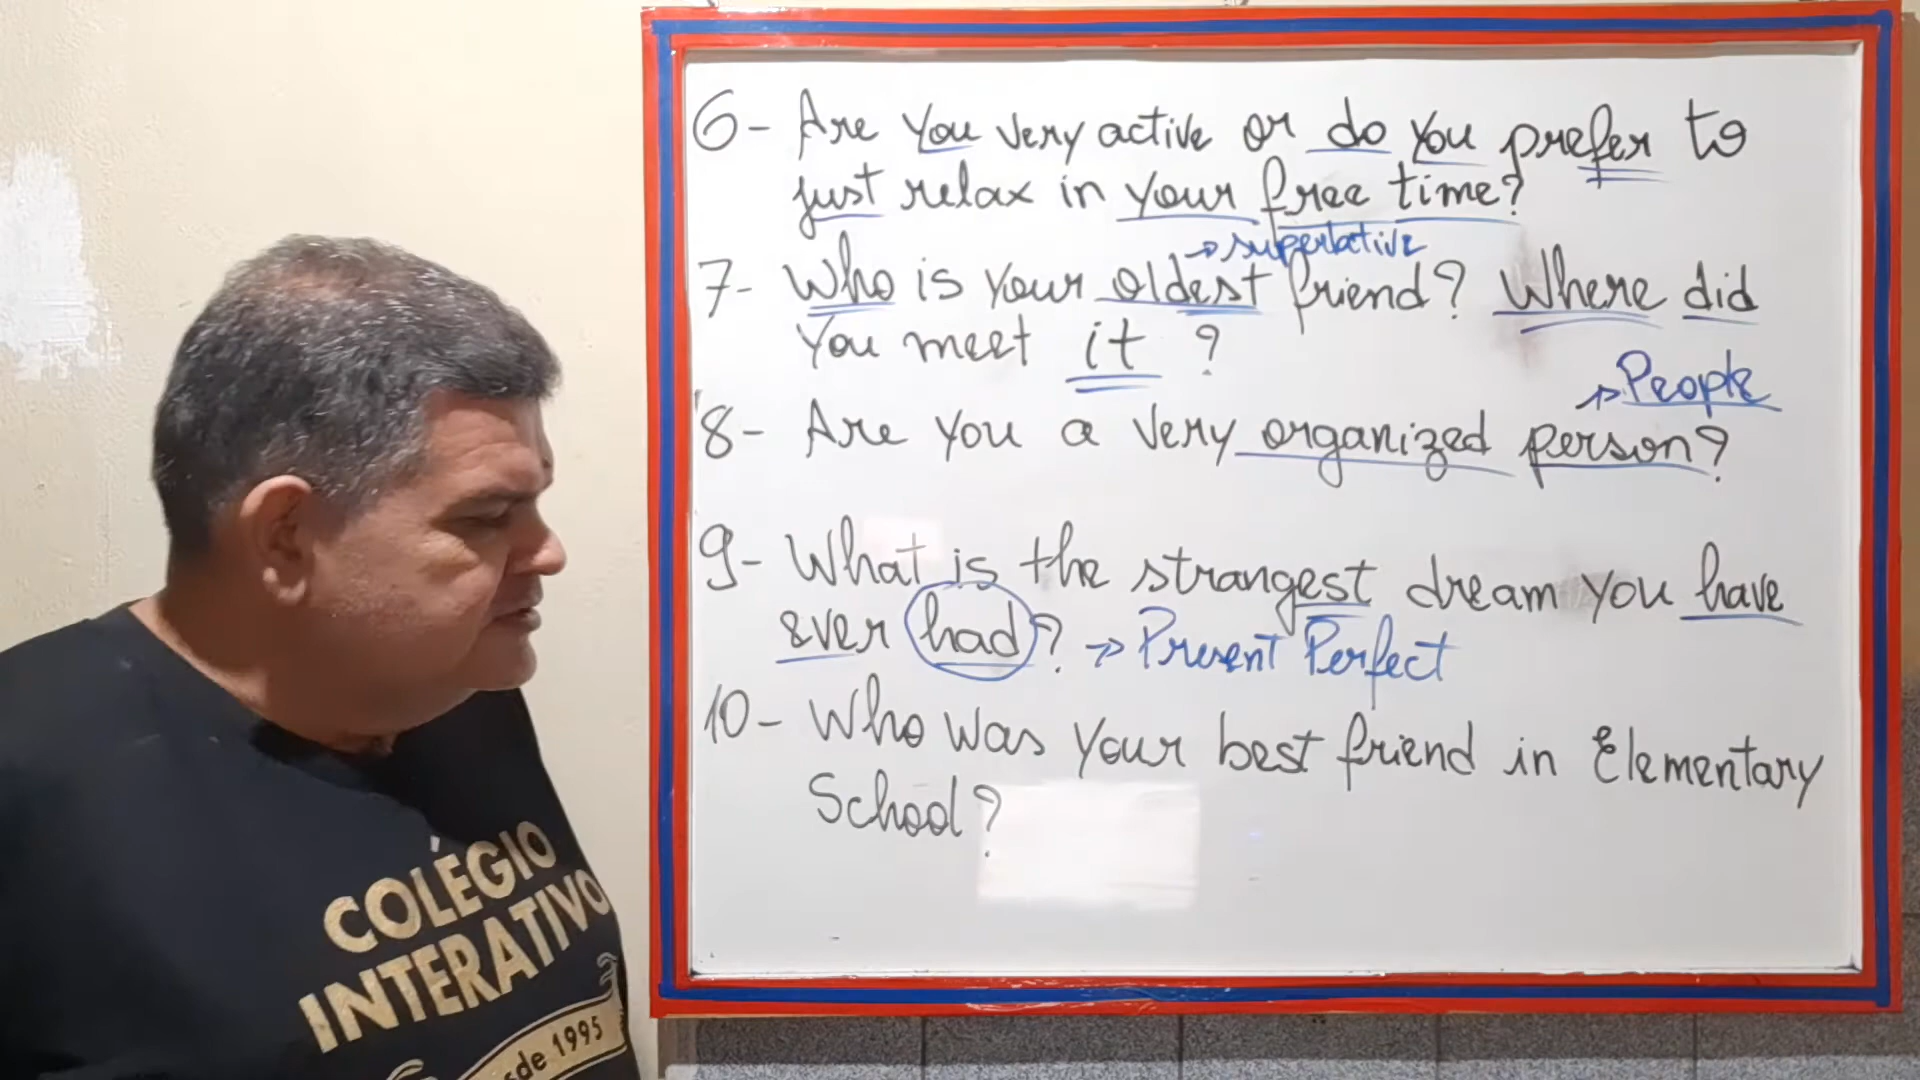 6- Are you very active or do you prefer to
just relax in your free time?
→ superlative
7- Who is your oldest friend? Where did
you meet it ?
→ People
8- Are you a very organized person?
9- What is the strangest dream you have
ever had? → Present Perfect
10- Who was your best friend in Elementary
School?
COLÉGIO
INTERATIVO
sde 1995